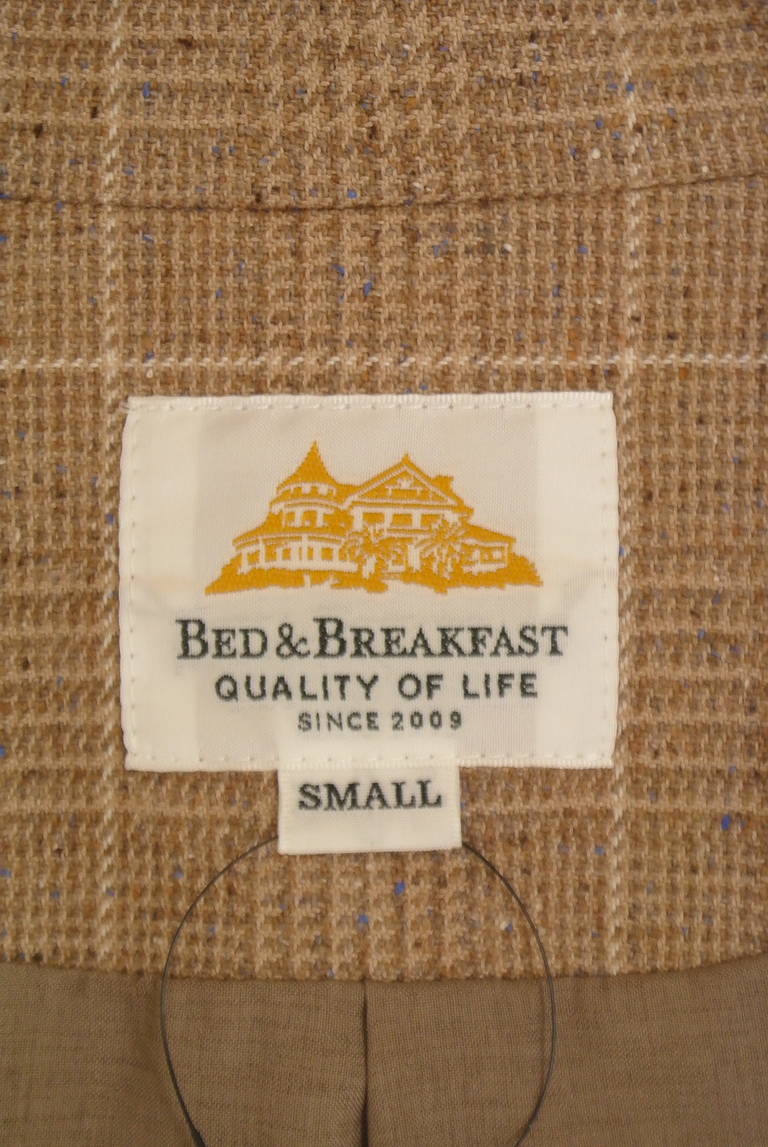 BED & BREAKFAST
QUALITY OF LIFE
SINCE 2009
SMALL